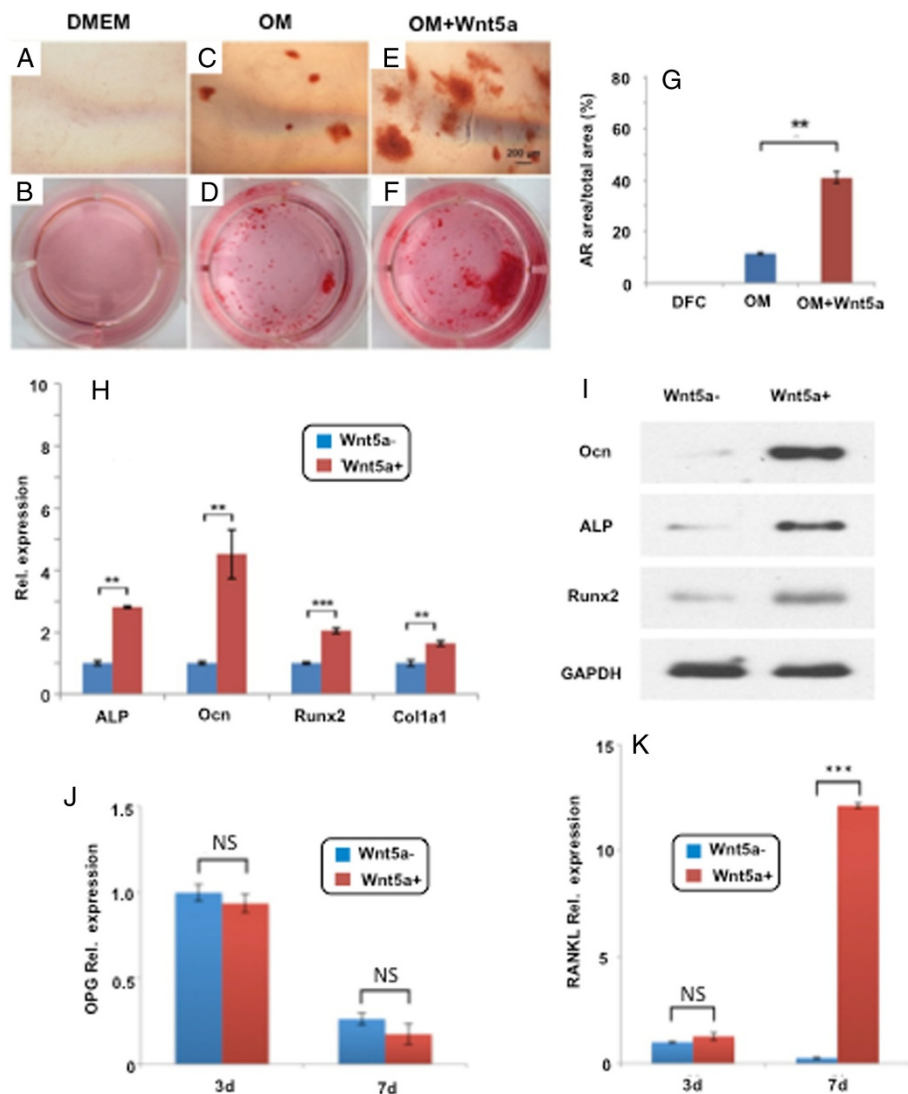 DMEM OM OM+Wnt5a
A C E
200 µm
B D F
G
AR area/total area (%)
80
60
40
20
0
**
DFC OM OM+Wnt5a
H
Rel. expression
10
8
6
4
2
0
Wnt5a-
'Wnt5a+
** ** *** **
ALP Ocn Runx2 Col1a1
I
Wnt5a- Wnt5a+
Ocn
ALP
Runx2
GAPDH
J
OPG Rel. expression
1.5
1.0
0.5
0
NS
NS
Wnt5a-
Wnt5a+
3d 7d
K
RANKL Rel. expression
15
10
5
0
***
Wnt5a-
Wnt5a+
NS
3d 7d